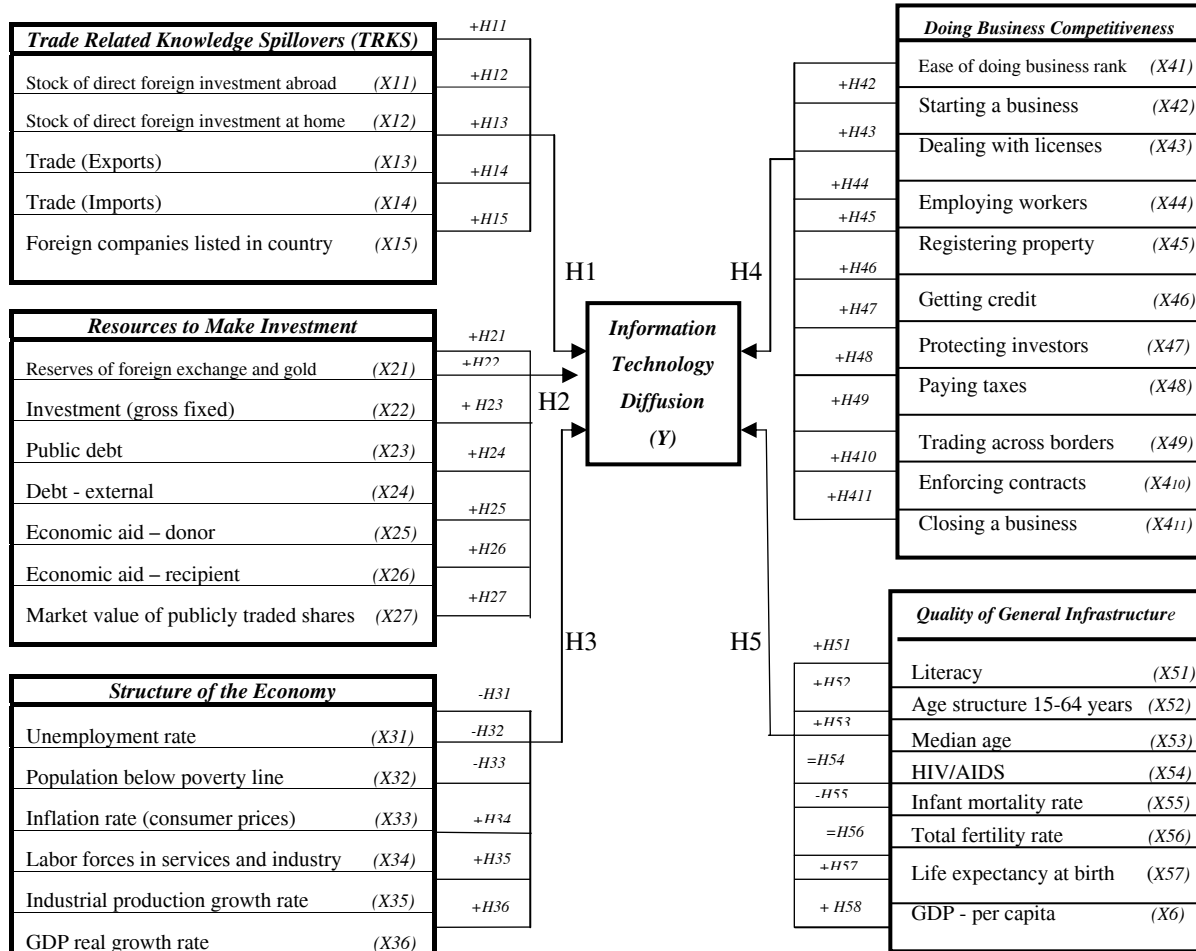 Trade Related Knowledge Spillovers (TRKS)
Stock of direct foreign investment abroad (X11)
Stock of direct foreign investment at home (X12)
Trade (Exports) (X13)
Trade (Imports) (X14)
Foreign companies listed in country (X15)
+H11
+H12
+H13
+H14
+H15
H1
Resources to Make Investment
Reserves of foreign exchange and gold (X21)
Investment (gross fixed) (X22)
Public debt (X23)
Debt - external (X24)
Economic aid – donor (X25)
Economic aid – recipient (X26)
Market value of publicly traded shares (X27)
+H21
+H22
+ H23
+H24
+H25
+H26
+H27
H2
Structure of the Economy
Unemployment rate (X31)
Population below poverty line (X32)
Inflation rate (consumer prices) (X33)
Labor forces in services and industry (X34)
Industrial production growth rate (X35)
GDP real growth rate (X36)
-H31
-H32
-H33
+H34
+H35
+H36
H3
Information
Technology
Diffusion
(Y)
H4
+H42
+H43
+H44
+H45
+H46
+H47
+H48
+H49
+H410
+H411
Doing Business Competitiveness
Ease of doing business rank (X41)
Starting a business (X42)
Dealing with licenses (X43)
Employing workers (X44)
Registering property (X45)
Getting credit (X46)
Protecting investors (X47)
Paying taxes (X48)
Trading across borders (X49)
Enforcing contracts (X410)
Closing a business (X411)
H5
+H51
+H52
+H53
=H54
-H55
=H56
+H57
+ H58
Quality of General Infrastructure
Literacy (X51)
Age structure 15-64 years (X52)
Median age (X53)
HIV/AIDS (X54)
Infant mortality rate (X55)
Total fertility rate (X56)
Life expectancy at birth (X57)
GDP - per capita (X6)